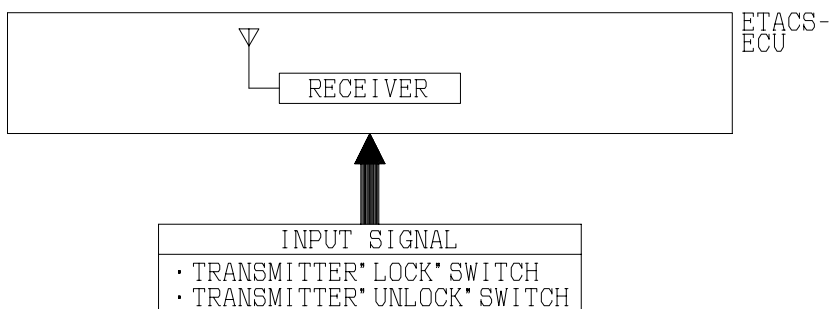 ETACS-
ECU
RECEIVER
INPUT SIGNAL
・TRANSMITTER"LOCK"SWITCH
・TRANSMITTER"UNLOCK"SWITCH